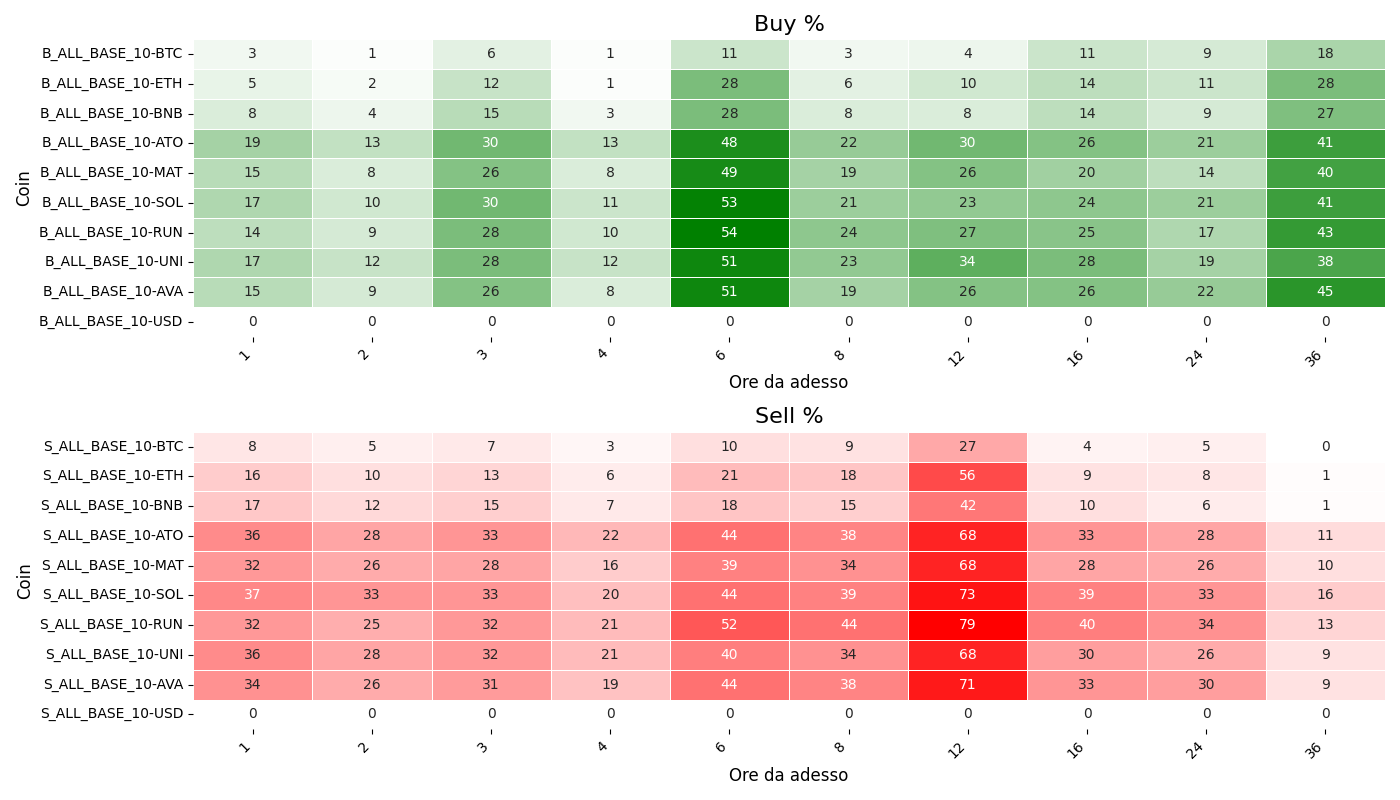 Buy %
Coin
B_ALL_BASE_10-BTC 3 1 6 1 11 3 4 11 9 18
B_ALL_BASE_10-ETH 5 2 12 1 28 6 10 14 11 28
B_ALL_BASE_10-BNB 8 4 15 3 28 8 8 14 9 27
B_ALL_BASE_10-ATO 19 13 30 13 48 22 30 26 21 41
B_ALL_BASE_10-MAT 15 8 26 8 49 19 26 20 14 40
B_ALL_BASE_10-SOL 17 10 30 11 53 21 23 24 21 41
B_ALL_BASE_10-RUN 14 9 28 10 54 24 27 25 17 43
B_ALL_BASE_10-UNI 17 12 28 12 51 23 34 28 19 38
B_ALL_BASE_10-AVA 15 9 26 8 51 19 26 26 22 45
B_ALL_BASE_10-USD 0 0 0 0 0 0 0 0 0 0
1 2 3 4 6 8 12 16 24 36
Ore da adesso
Sell %
Coin
S_ALL_BASE_10-BTC 8 5 7 3 10 9 27 4 5 0
S_ALL_BASE_10-ETH 16 10 13 6 21 18 56 9 8 1
S_ALL_BASE_10-BNB 17 12 15 7 18 15 42 10 6 1
S_ALL_BASE_10-ATO 36 28 33 22 44 38 68 33 28 11
S_ALL_BASE_10-MAT 32 26 28 16 39 34 68 28 26 10
S_ALL_BASE_10-SOL 37 33 33 20 44 39 73 39 33 16
S_ALL_BASE_10-RUN 32 25 32 21 52 44 79 40 34 13
S_ALL_BASE_10-UNI 36 28 32 21 40 34 68 30 26 9
S_ALL_BASE_10-AVA 34 26 31 19 44 38 71 33 30 9
S_ALL_BASE_10-USD 0 0 0 0 0 0 0 0 0 0
1 2 3 4 6 8 12 16 24 36
Ore da adesso